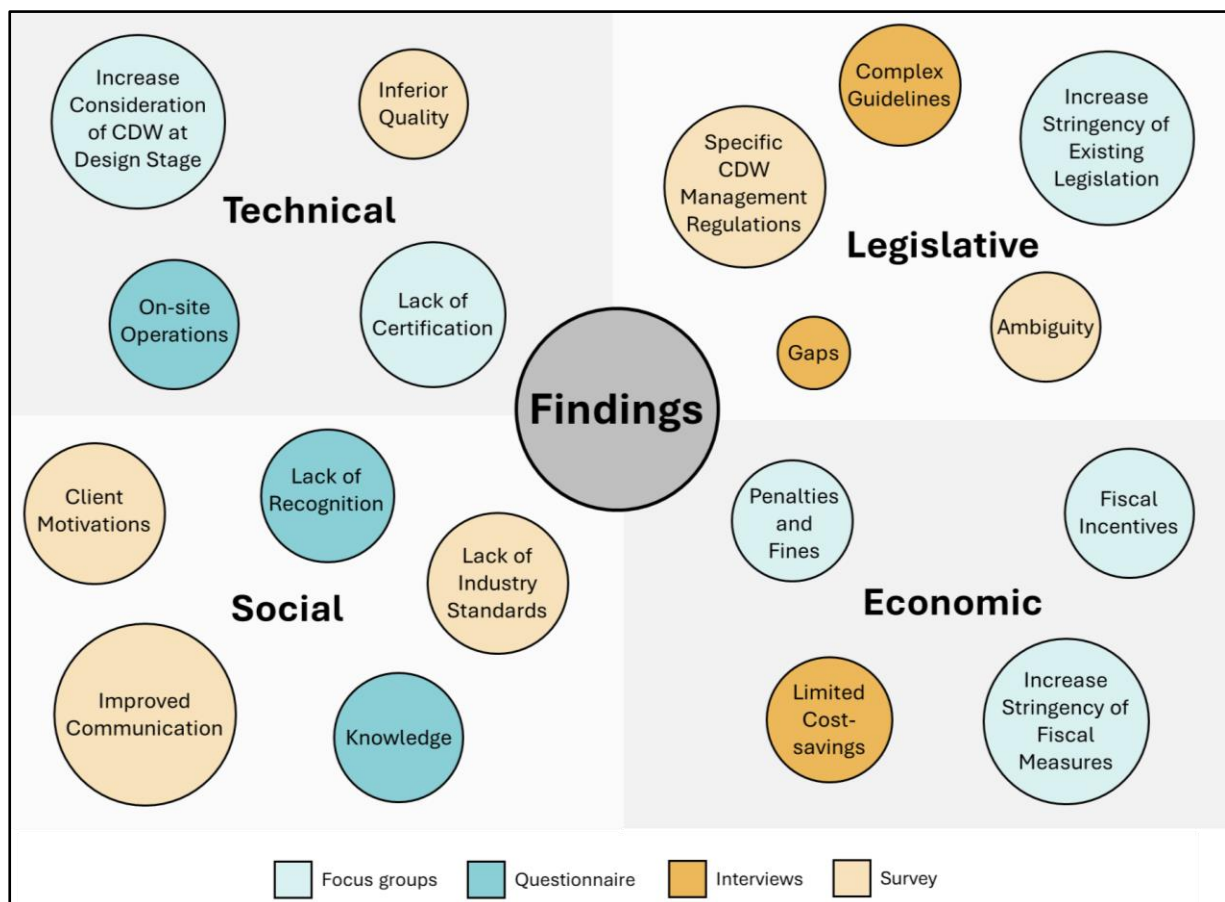 Increase
Consideration
of CDW at
Design Stage
Inferior
Quality
Technical
On-site
Operations
Lack of
Certification
Complex
Guidelines
Specific
CDW
Management
Regulations
Increase
Stringency of
Existing
Legislation
Legislative
Gaps
Ambiguity
Findings
Client
Motivations
Lack of
Recognition
Lack of
Industry
Standards
Social
Improved
Communication
Knowledge
Penalties
and
Fines
Fiscal
Incentives
Economic
Limited
Cost-
savings
Increase
Stringency of
Fiscal
Measures
Focus groups
Questionnaire
Interviews
Survey